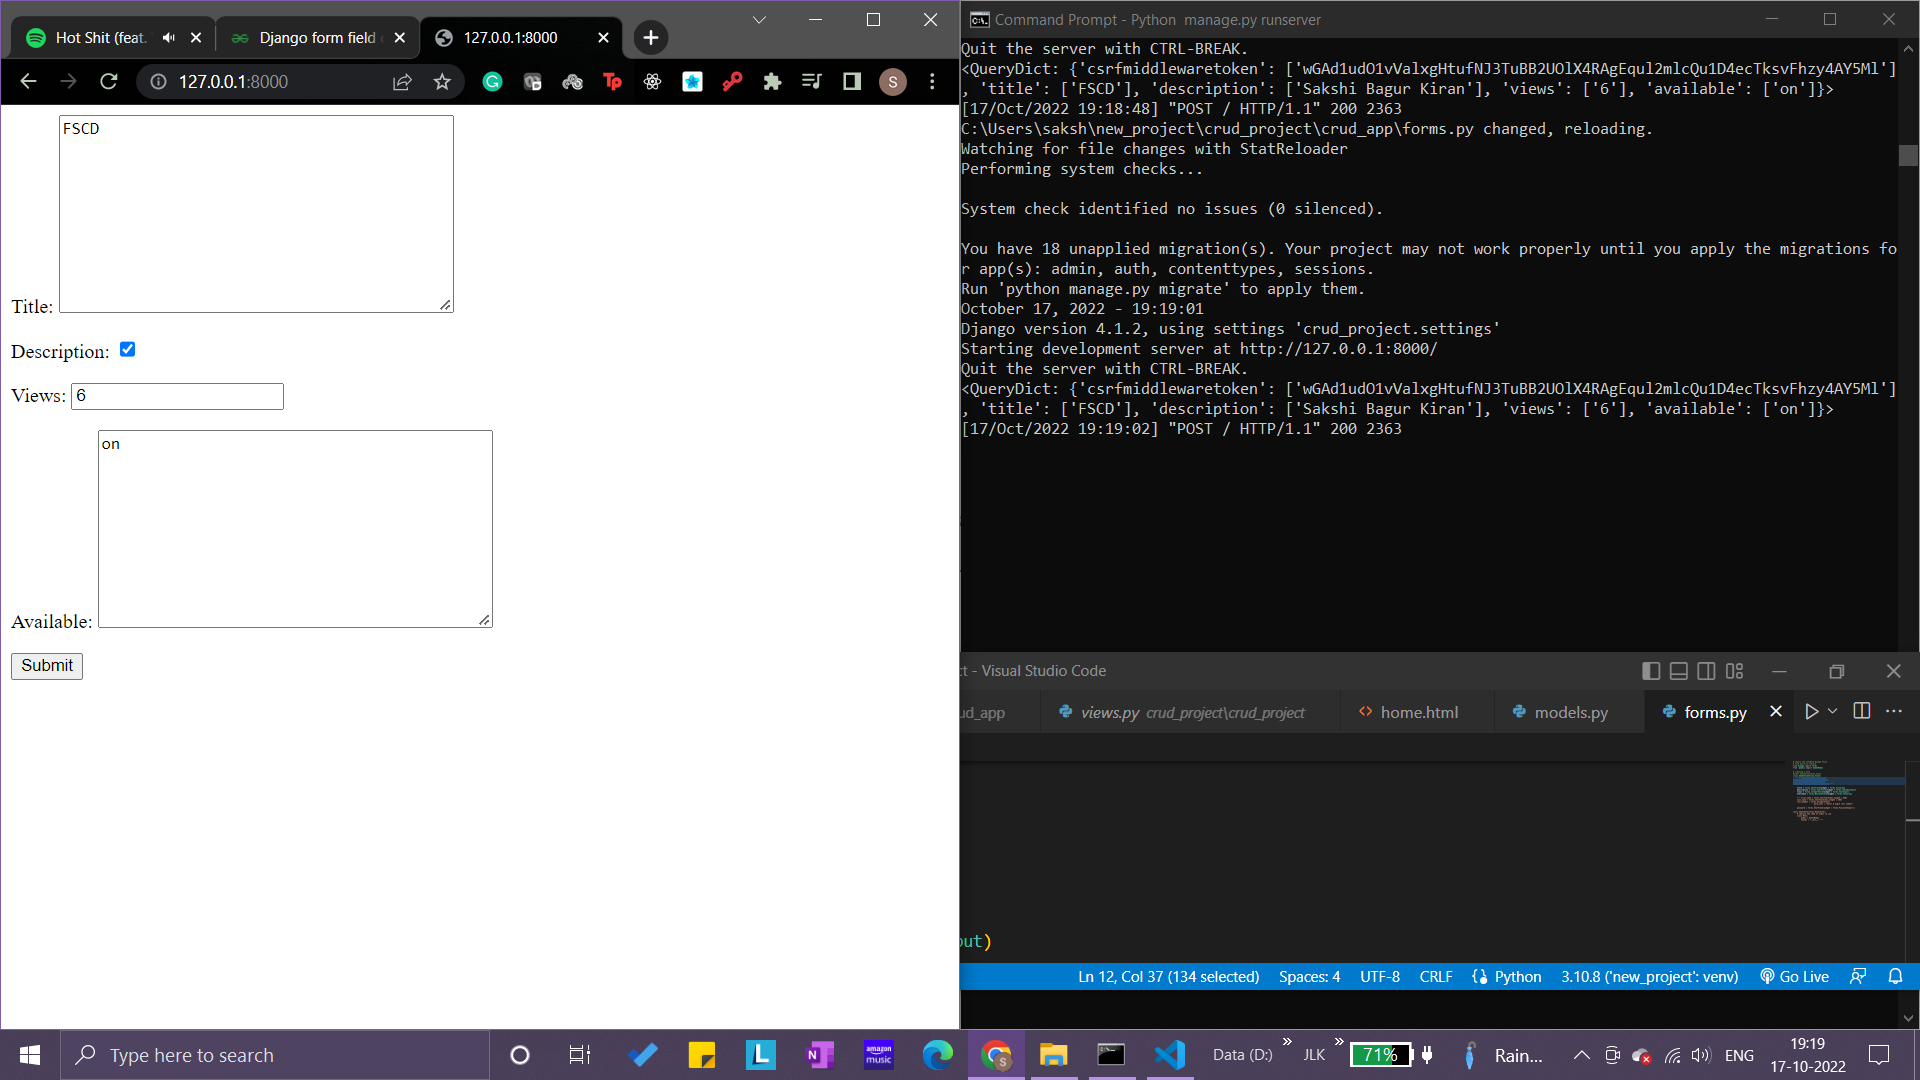 Hot Shit (feat.
Django form field
127.0.0.1:8000
127.0.0.1:8000
Tp
S
Title: FSCD
Description:
Views: 6
Available: on
Submit
Command Prompt - Python  manage.py runserver
Quit the server with CTRL-BREAK.
<QueryDict: {'csrfmiddlewaretoken': ['wGAd1udO1vValxgHtufNJ3TuBB2UOlX4RAgEqul2mlcQu1D4ecTksvFhzy4AY5Ml']
, 'title': ['FSCD'], 'description': ['Sakshi Bagur Kiran'], 'views': ['6'], 'available': ['on']}>
[17/Oct/2022 19:18:48] "POST / HTTP/1.1" 200 2363
C:\Users\saksh\new_project\crud_project\crud_app\forms.py changed, reloading.
Watching for file changes with StatReloader
Performing system checks...
System check identified no issues (0 silenced).
You have 18 unapplied migration(s). Your project may not work properly until you apply the migrations fo
r app(s): admin, auth, contenttypes, sessions.
Run 'python manage.py migrate' to apply them.
October 17, 2022 - 19:19:01
Django version 4.1.2, using settings 'crud_project.settings'
Starting development server at http://127.0.0.1:8000/
Quit the server with CTRL-BREAK.
<QueryDict: {'csrfmiddlewaretoken': ['wGAd1udO1vValxgHtufNJ3TuBB2UOlX4RAgEqul2mlcQu1D4ecTksvFhzy4AY5Ml']
, 'title': ['FSCD'], 'description': ['Sakshi Bagur Kiran'], 'views': ['6'], 'available': ['on']}>
[17/Oct/2022 19:19:02] "POST / HTTP/1.1" 200 2363
ct - Visual Studio Code
ud_app views.py crud_project\crud_project home.html models.py forms.py
out)
Ln 12, Col 37 (134 selected) Spaces: 4 UTF-8 CRLF Python 3.10.8 ('new_project': venv) Go Live
Type here to search
amazon music
Data (D:) JLK 71% Rain... ENG
19:19
17-10-2022